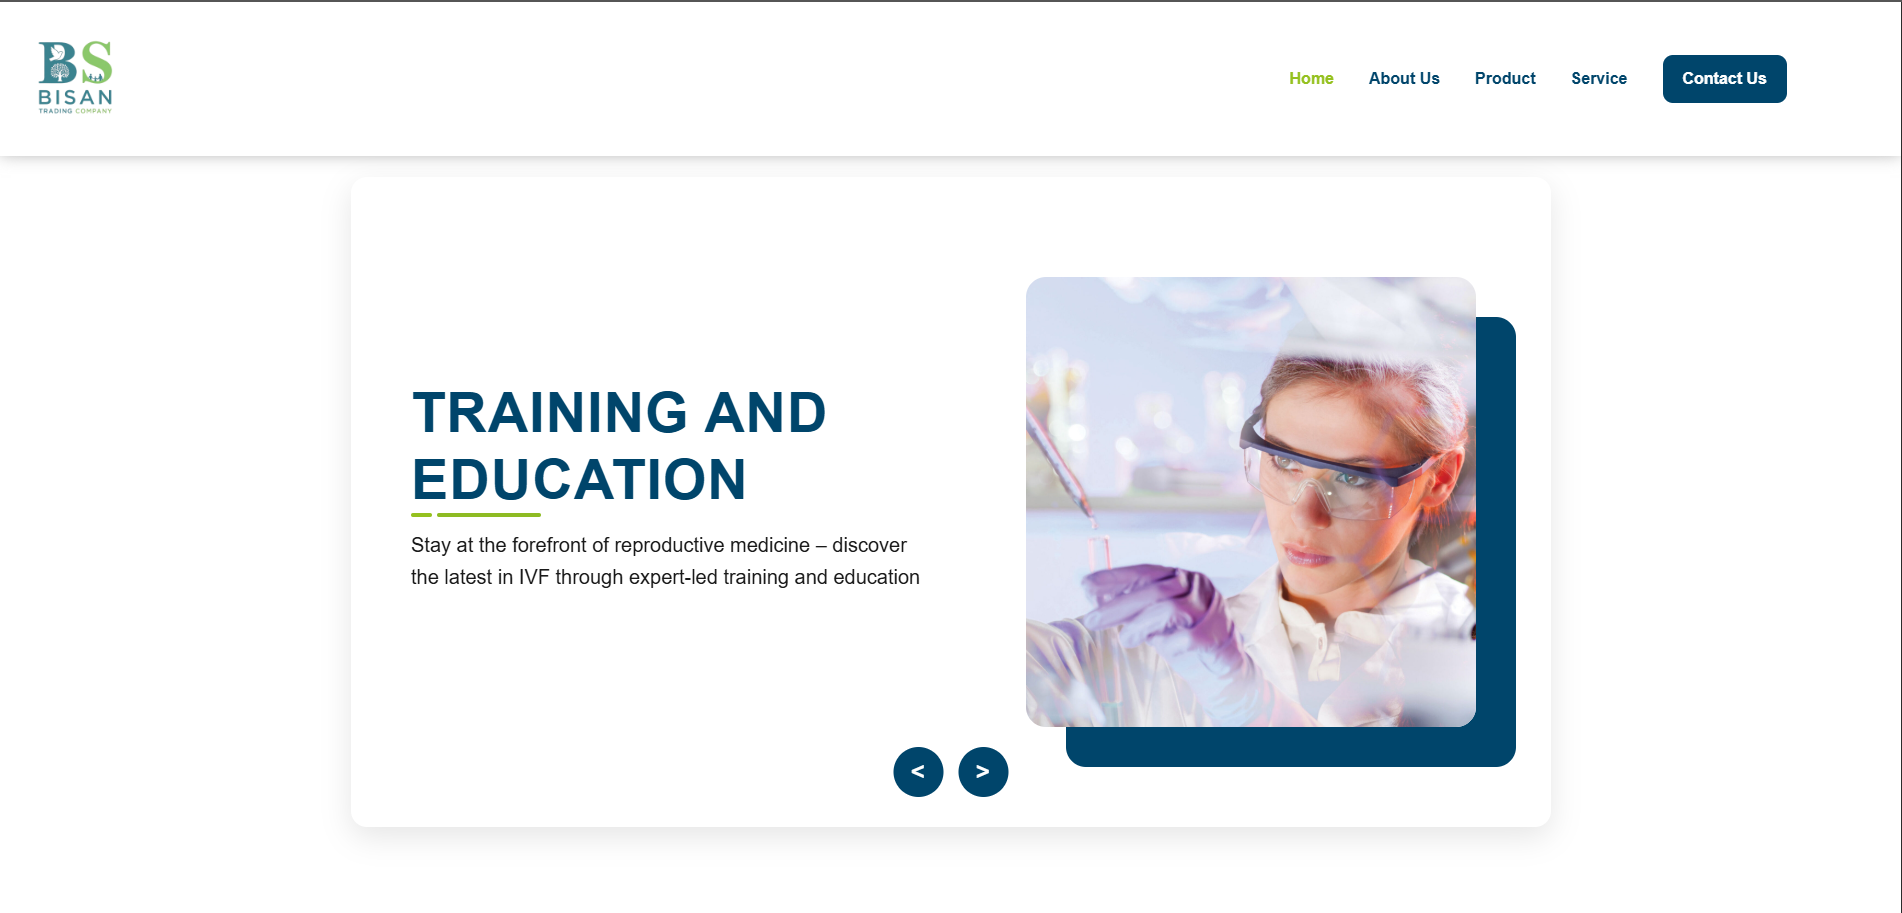 BS
BISAN
TRADING COMPANY
Home
About Us
Product
Service
Contact Us
TRAINING AND
EDUCATION
Stay at the forefront of reproductive medicine – discover
the latest in IVF through expert-led training and education
< >